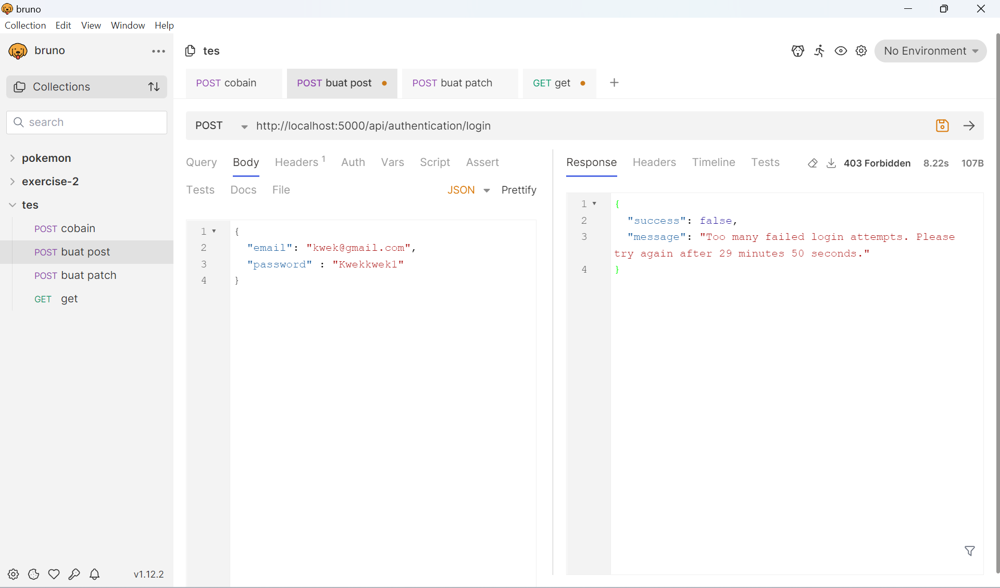 bruno
Collection Edit View Window Help
bruno
tes
No Environment
Collections
POST cobain
POST buat post
POST buat patch
GET get
search
POST http://localhost:5000/api/authentication/login
pokemon
exercise-2
tes
POST cobain
POST buat post
POST buat patch
GET get
Query Body Headers 1 Auth Vars Script Assert
Tests Docs File JSON Prettify
1 {
2 "email": "kwek@gmail.com",
3 "password" : "Kwekkwek1"
4 }
Response Headers Timeline Tests 403 Forbidden 8.22s 107B
1 {
2 "success": false,
3 "message": "Too many failed login attempts. Please
try again after 29 minutes 50 seconds."
4 }
v1.12.2